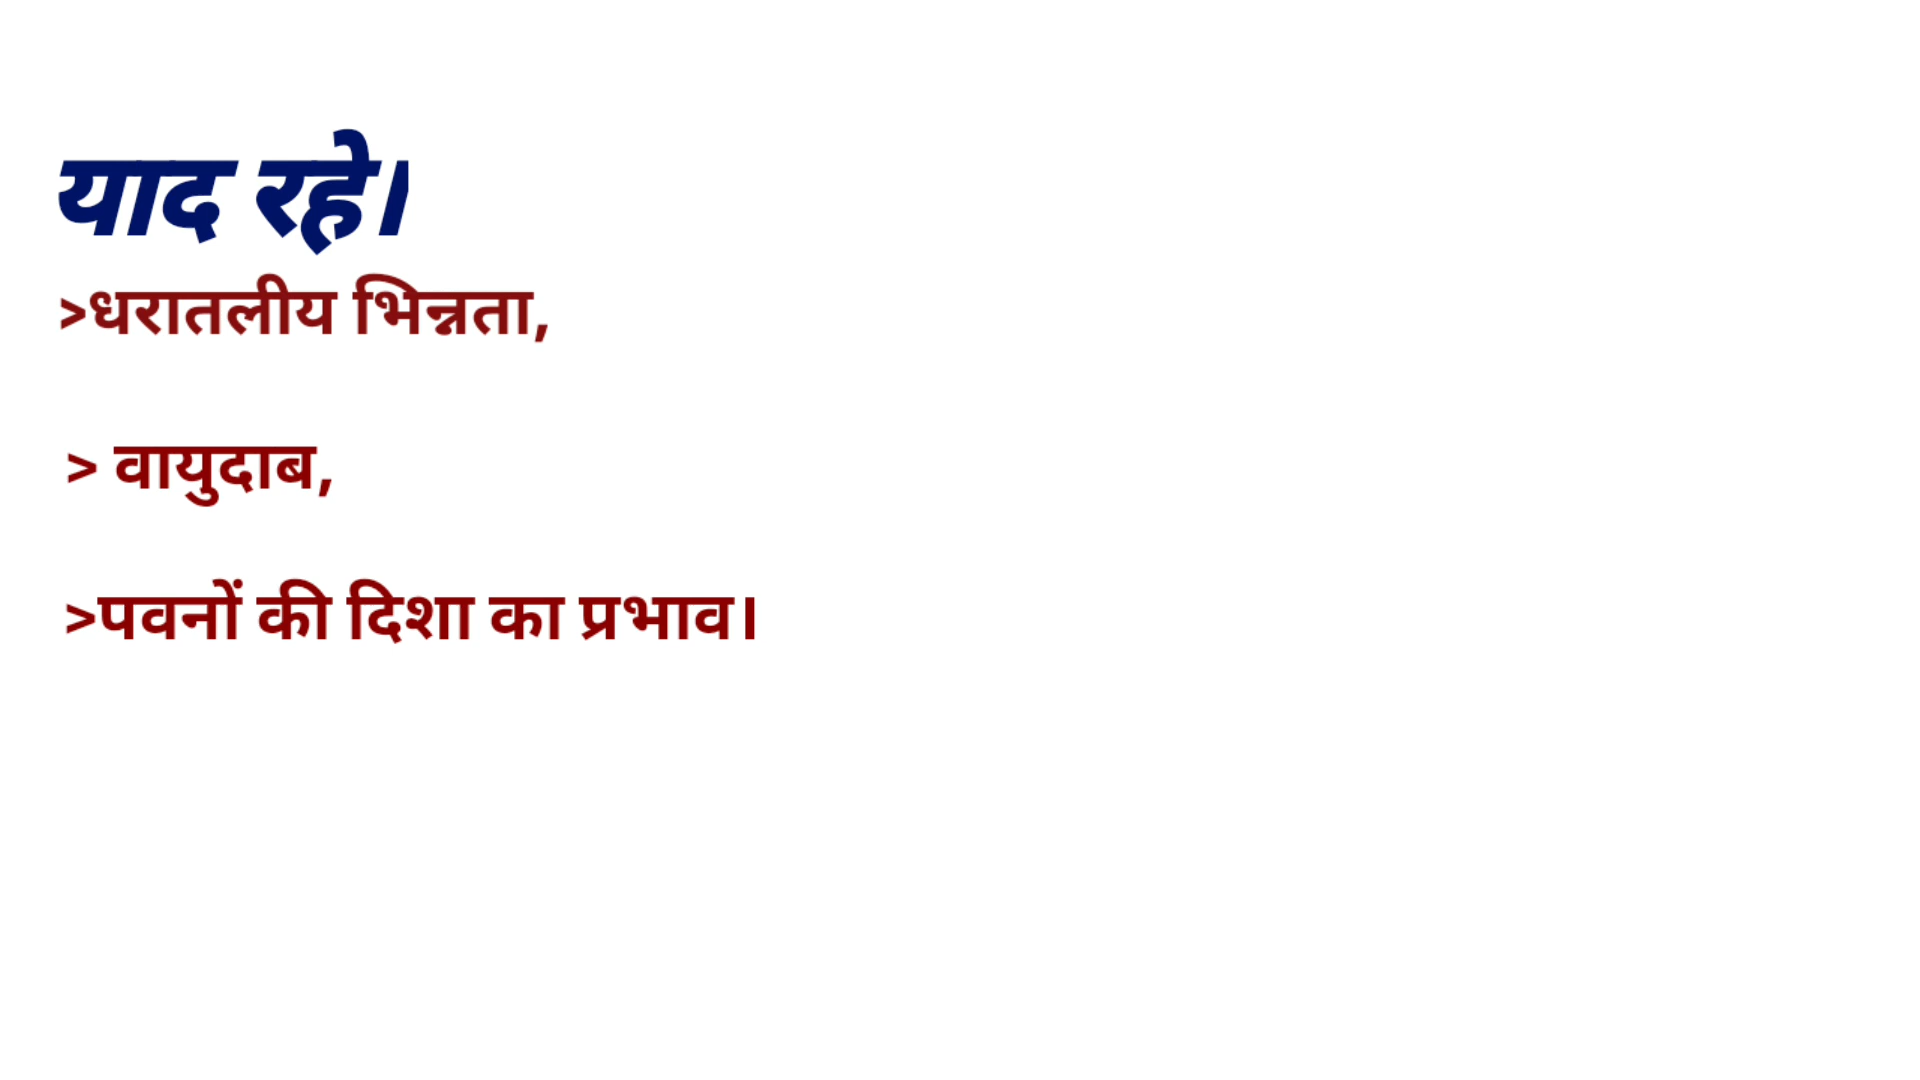 याद रहे।
>धरातलीय भिन्नता,
> वायुदाब,
>पवनों की दिशा का प्रभाव।